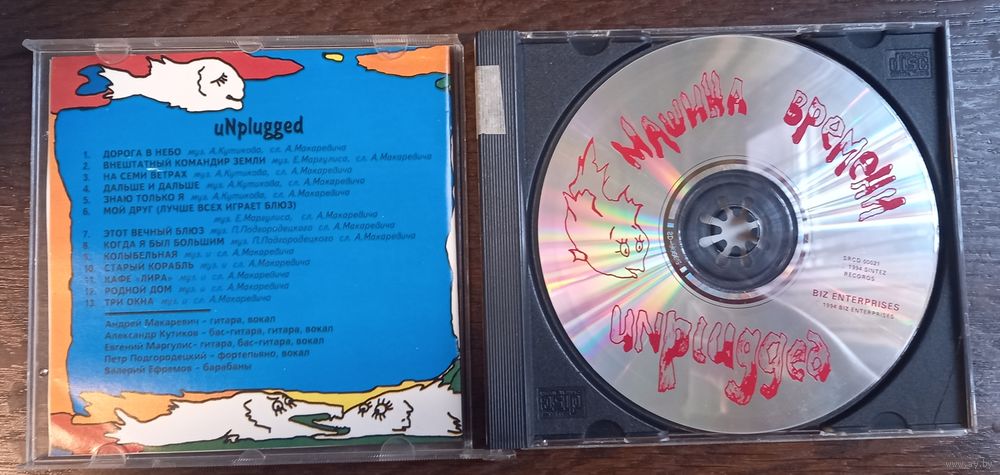 uNplugged
1. ДОРОГА В НЕБО муз. А.Кутикова, сл. А.Макаревича
2. ВНЕШТАТНЫЙ КОМАНДИР ЗЕМЛИ муз. Е.Маргулиса, сл. А.Макаревича
3. НА СЕМИ ВЕТРАХ муз. А.Кутикова, сл. А.Макаревича
4. ДАЛЬШЕ И ДАЛЬШЕ муз. А.Кутикова, сл. А.Макаревича
5. ЗНАЮ ТОЛЬКО Я муз. А.Кутикова, сл. А.Макаревича
6. МОЙ ДРУГ (ЛУЧШЕ ВСЕХ ИГРАЕТ БЛЮЗ)
муз. Е.Маргулиса, сл. А.Макаревича
7. ЭТОТ ВЕЧНЫЙ БЛЮЗ муз. П.Подгородецкого сл. А.Макаревича
8. КОГДА Я БЫЛ БОЛЬШИМ муз. П.Подгородецкого сл. А.Макаревича
9. КОЛЫБЕЛЬНАЯ муз. и сл. А.Макаревича
10. СТАРЫЙ КОРАБЛЬ муз. и сл. А.Макаревича
11. КАФЕ «ЛИРА» муз. и сл. А.Макаревича
12. РОДНОЙ ДОМ муз. и сл. А.Макаревича
13. ТРИ ОКНА муз. и сл. А.Макаревича
Андрей Макаревич – гитара, вокал
Александр Кутиков – бас-гитара, гитара, вокал
Евгений Маргулис – гитара, бас-гитара, вокал
Петр Подгородецкий – фортепьяно, вокал
Валерий Ефремов – барабаны
МАШИНА ВРЕМЕНИ
uNplugged
SRCD 00021
1994 SINTEZ
RECORDS
BIZ ENTERPRISES
1994 BIZ ENTERPRISES
disc
disc
www.ay.by